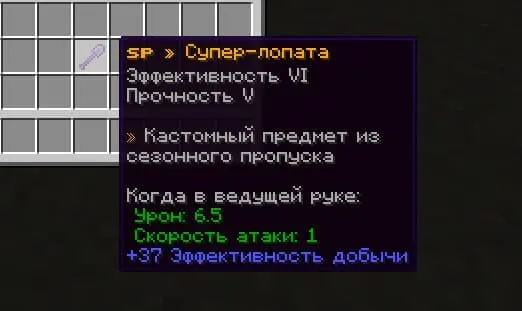 SP » Супер-лопата
Эффективность VI
Прочность V
» Кастомный предмет из
сезонного пропуска
Когда в ведущей руке:
Урон: 6.5
Скорость атаки: 1
+37 Эффективность добычи